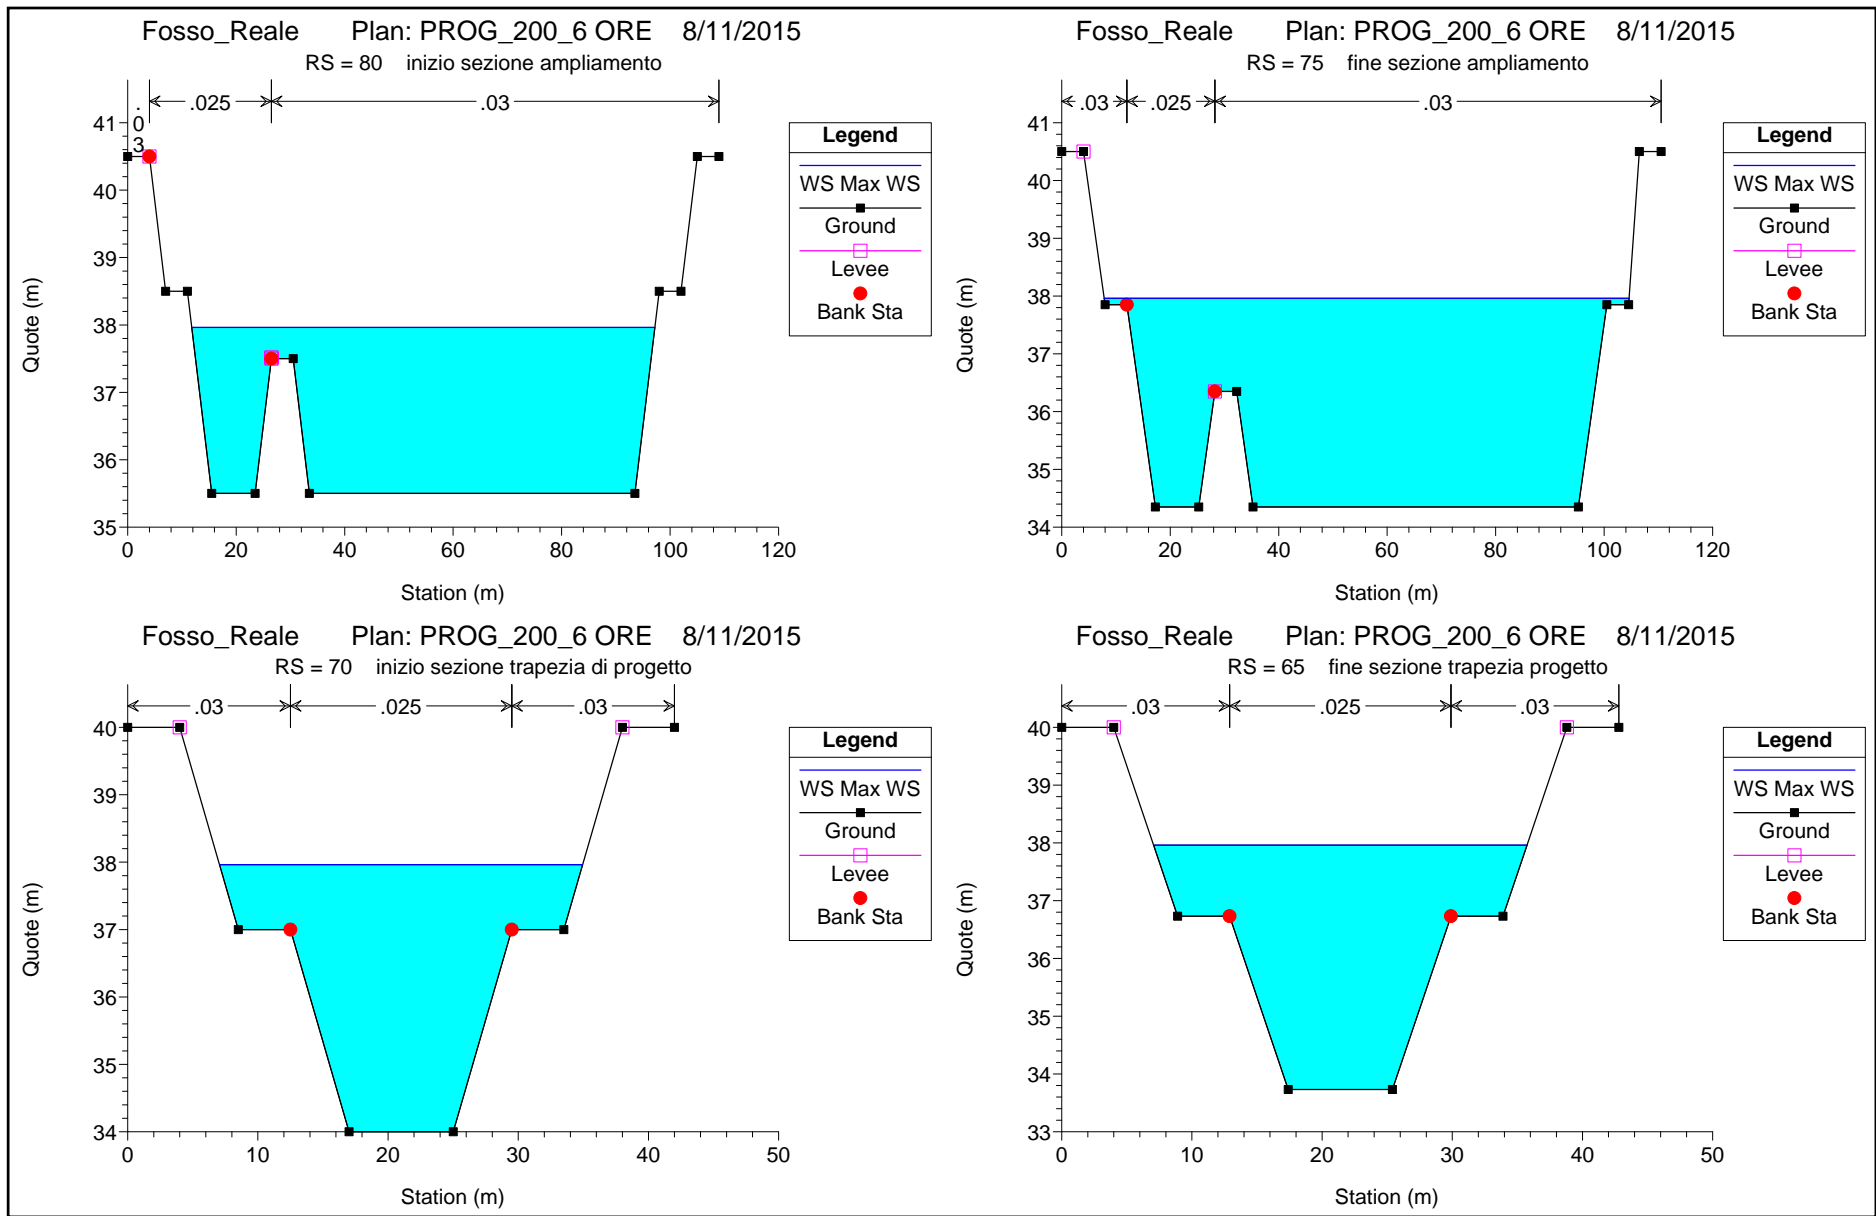 Fosso_Reale Plan: PROG_200_6 ORE 8/11/2015
RS = 80 inizio sezione ampliamento
.03
.025
.03
41
40
39
38
37
36
35
0 20 40 60 80 100 120
Quote (m)
Station (m)
Legend
WS Max WS
Ground
Levee
Bank Sta
Fosso_Reale Plan: PROG_200_6 ORE 8/11/2015
RS = 75 fine sezione ampliamento
.03 .025 .03
41
40
39
38
37
36
35
34
0 20 40 60 80 100 120
Quote (m)
Station (m)
Legend
WS Max WS
Ground
Levee
Bank Sta
Fosso_Reale Plan: PROG_200_6 ORE 8/11/2015
RS = 70 inizio sezione trapezia di progetto
.03 .025 .03
40
39
38
37
36
35
34
0 10 20 30 40 50
Quote (m)
Station (m)
Legend
WS Max WS
Ground
Levee
Bank Sta
Fosso_Reale Plan: PROG_200_6 ORE 8/11/2015
RS = 65 fine sezione trapezia progetto
.03 .025 .03
40
39
38
37
36
35
34
33
0 10 20 30 40 50
Quote (m)
Station (m)
Legend
WS Max WS
Ground
Levee
Bank Sta